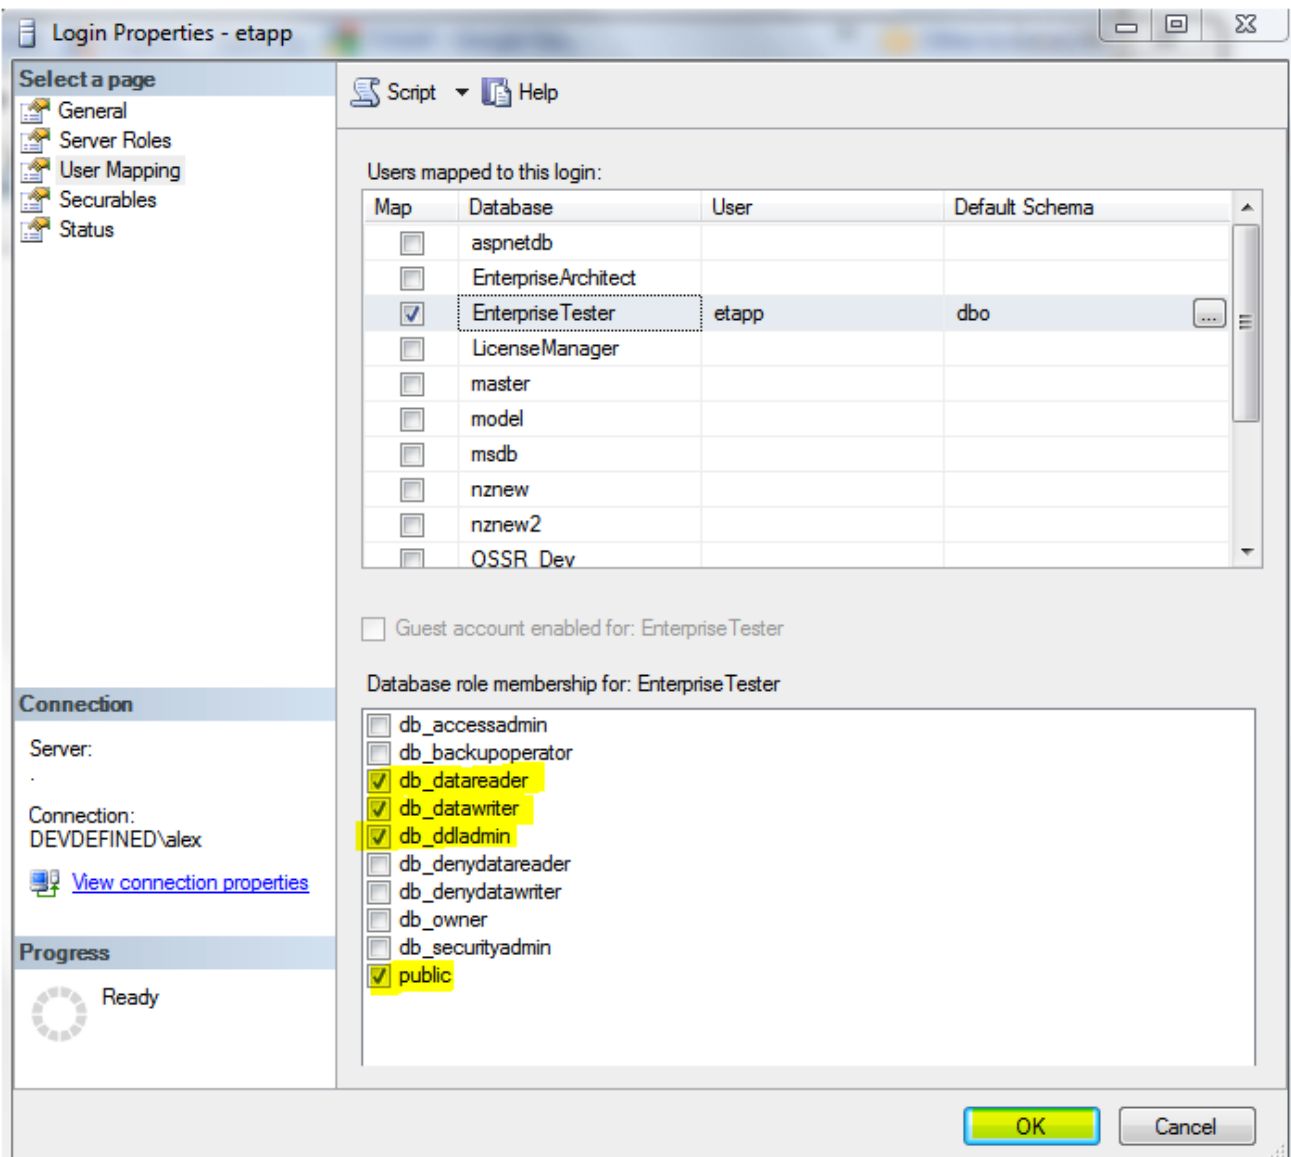 Login Properties - etapp
Select a page
General
Server Roles
User Mapping
Securables
Status
Script Help
Users mapped to this login:
Map Database User Default Schema
aspnetdb
EnterpriseArchitect
EnterpriseTester etapp dbo ...
LicenseManager
master
model
msdb
nznew
nznew2
OSSR_Dev
Guest account enabled for: EnterpriseTester
Database role membership for: EnterpriseTester
db_accessadmin
db_backupoperator
db_datareader
db_datawriter
db_ddladmin
db_denydatareader
db_denydatawriter
db_owner
db_securityadmin
public
Connection
Server:
.
Connection:
DEVDEFINED\alex
View connection properties
Progress
Ready
OK Cancel